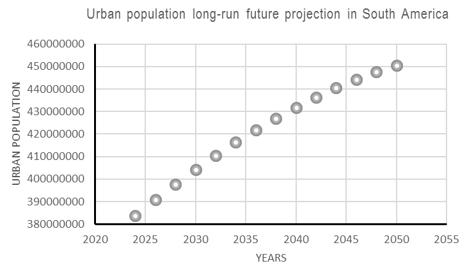 Urban population long-run future projection in South America
460000000
450000000
440000000
430000000
420000000
410000000
400000000
390000000
380000000
URBAN POPULATION
2020 2025 2030 2035 2040 2045 2050 2055
YEARS